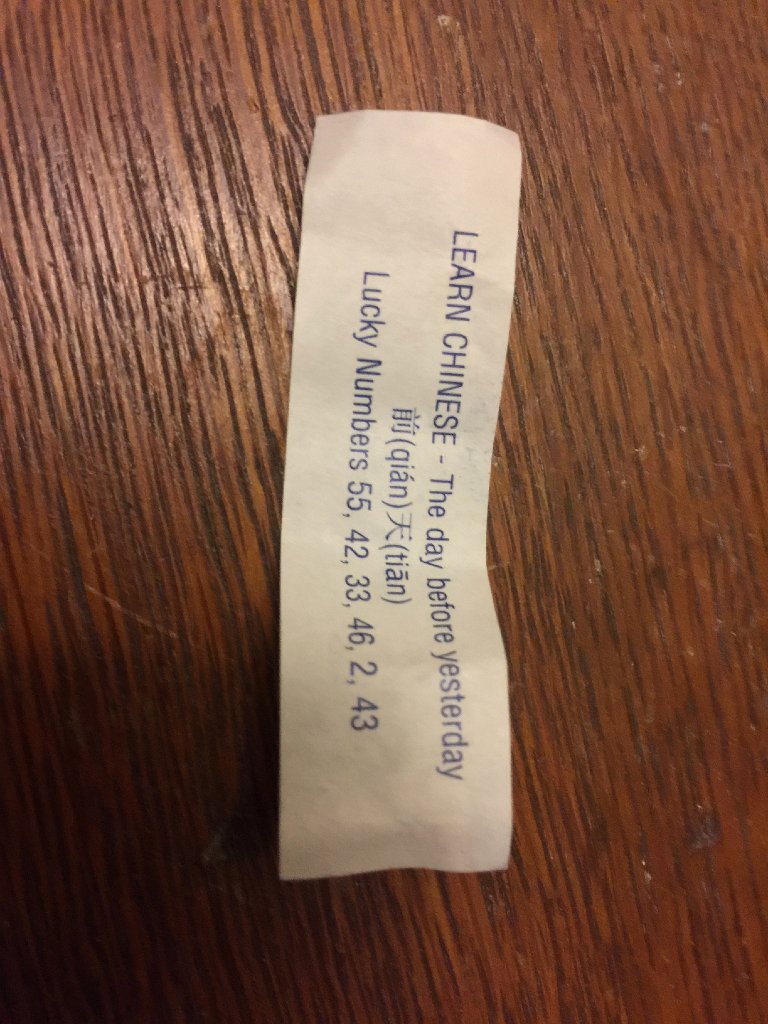 LEARN CHINESE - The day before yesterday
前(qián)天(tiān)
Lucky Numbers 55, 42, 33, 46, 2, 43